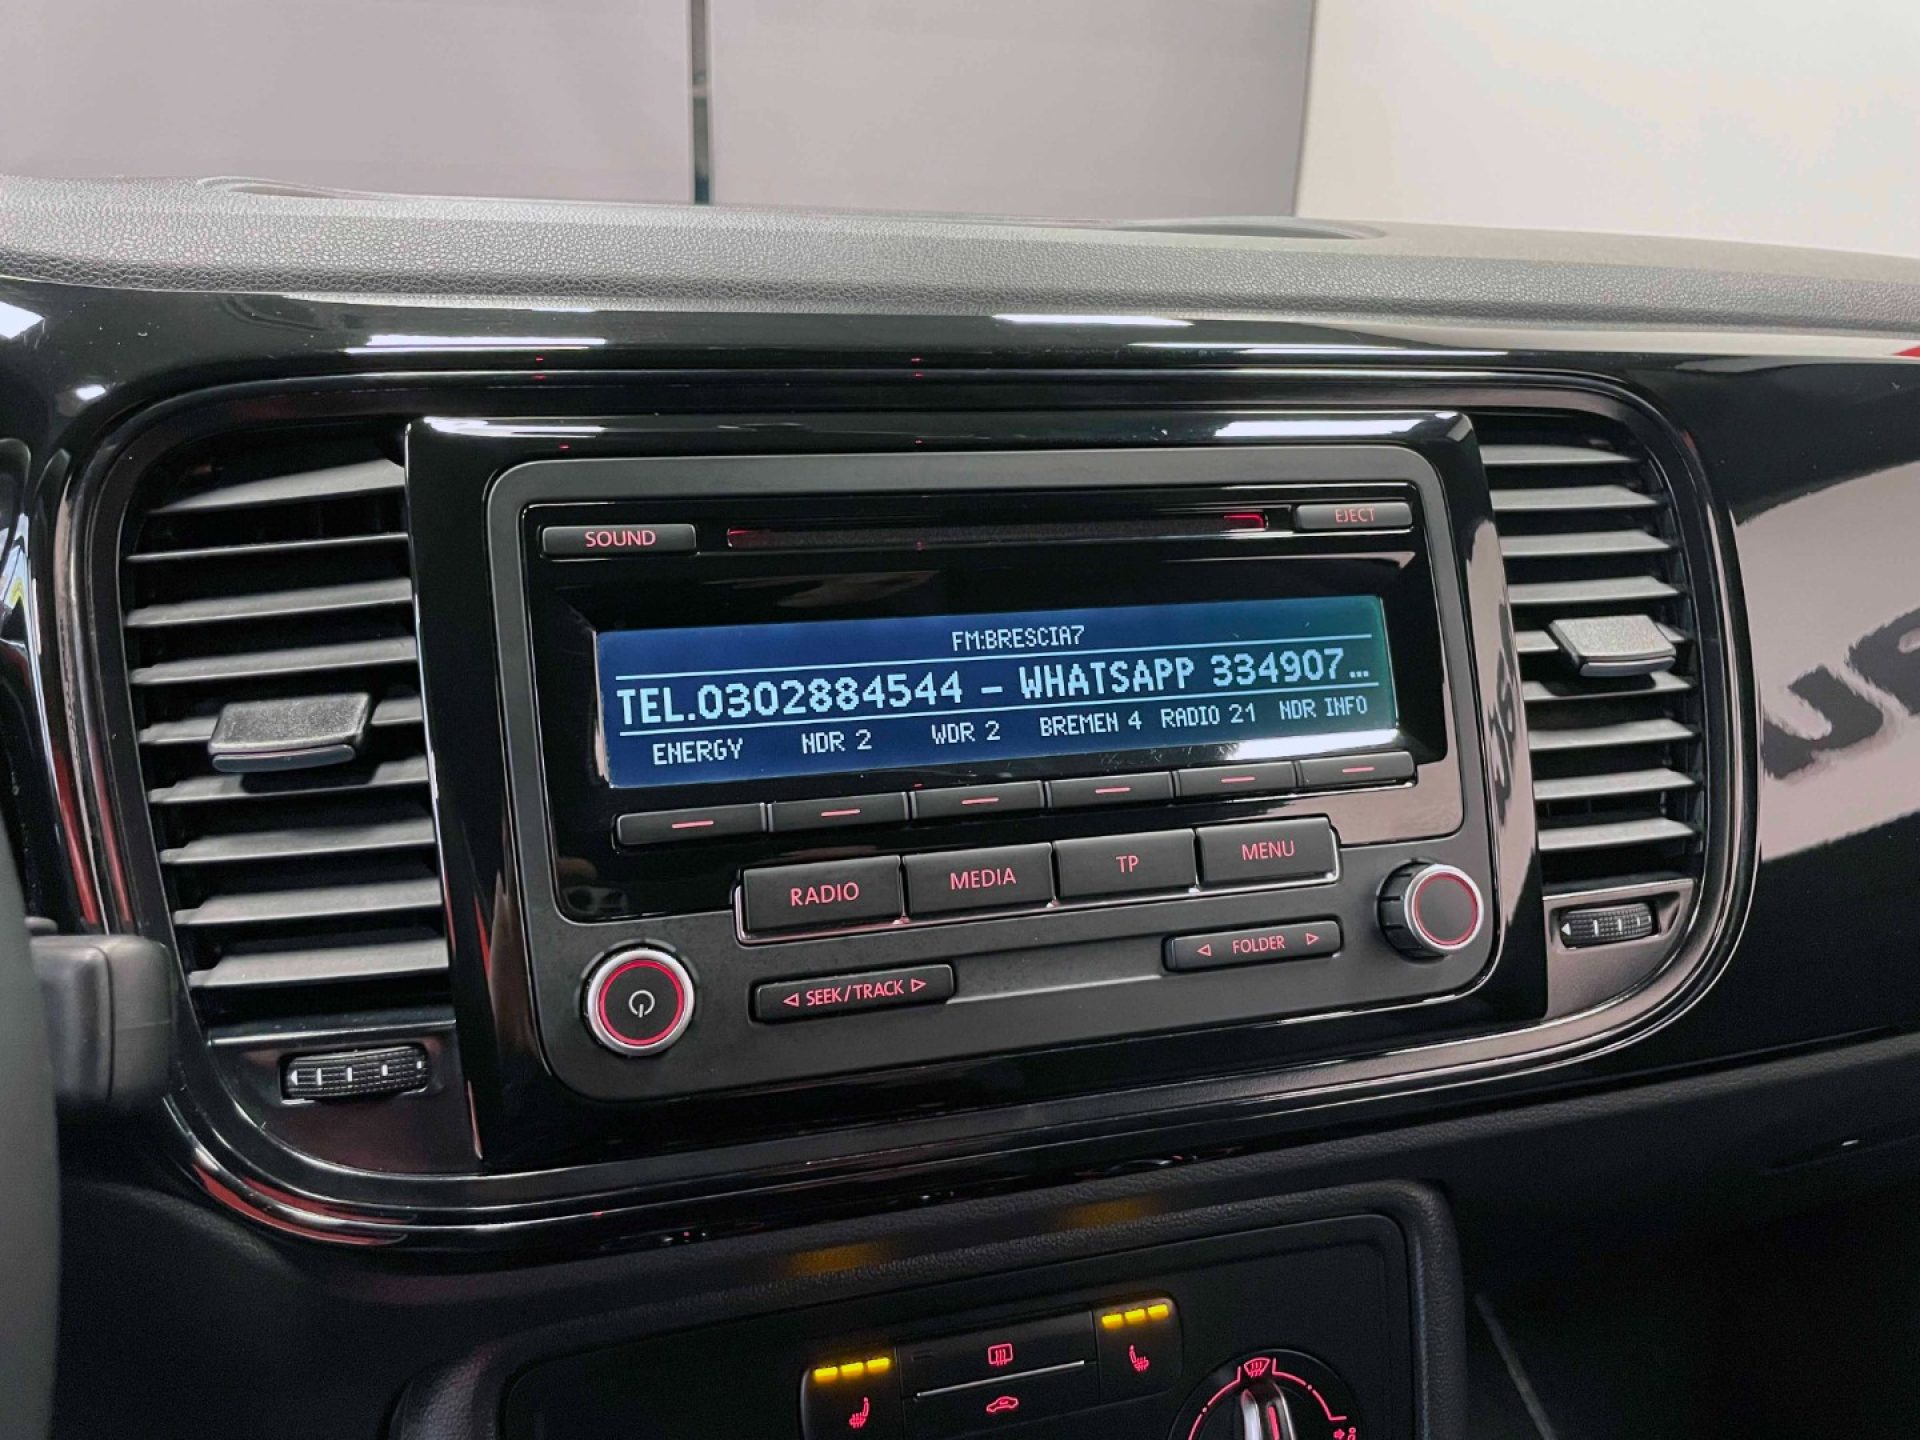 SOUND
EJECT
FM:BRESCIA7
TEL.0302884544 – WHATSAPP 334907...
ENERGY NDR 2 WDR 2 BREMEN 4 RADIO 21 NDR INFO
RADIO MEDIA TP MENU
◁ SEEK/TRACK ▷ ◁ FOLDER ▷